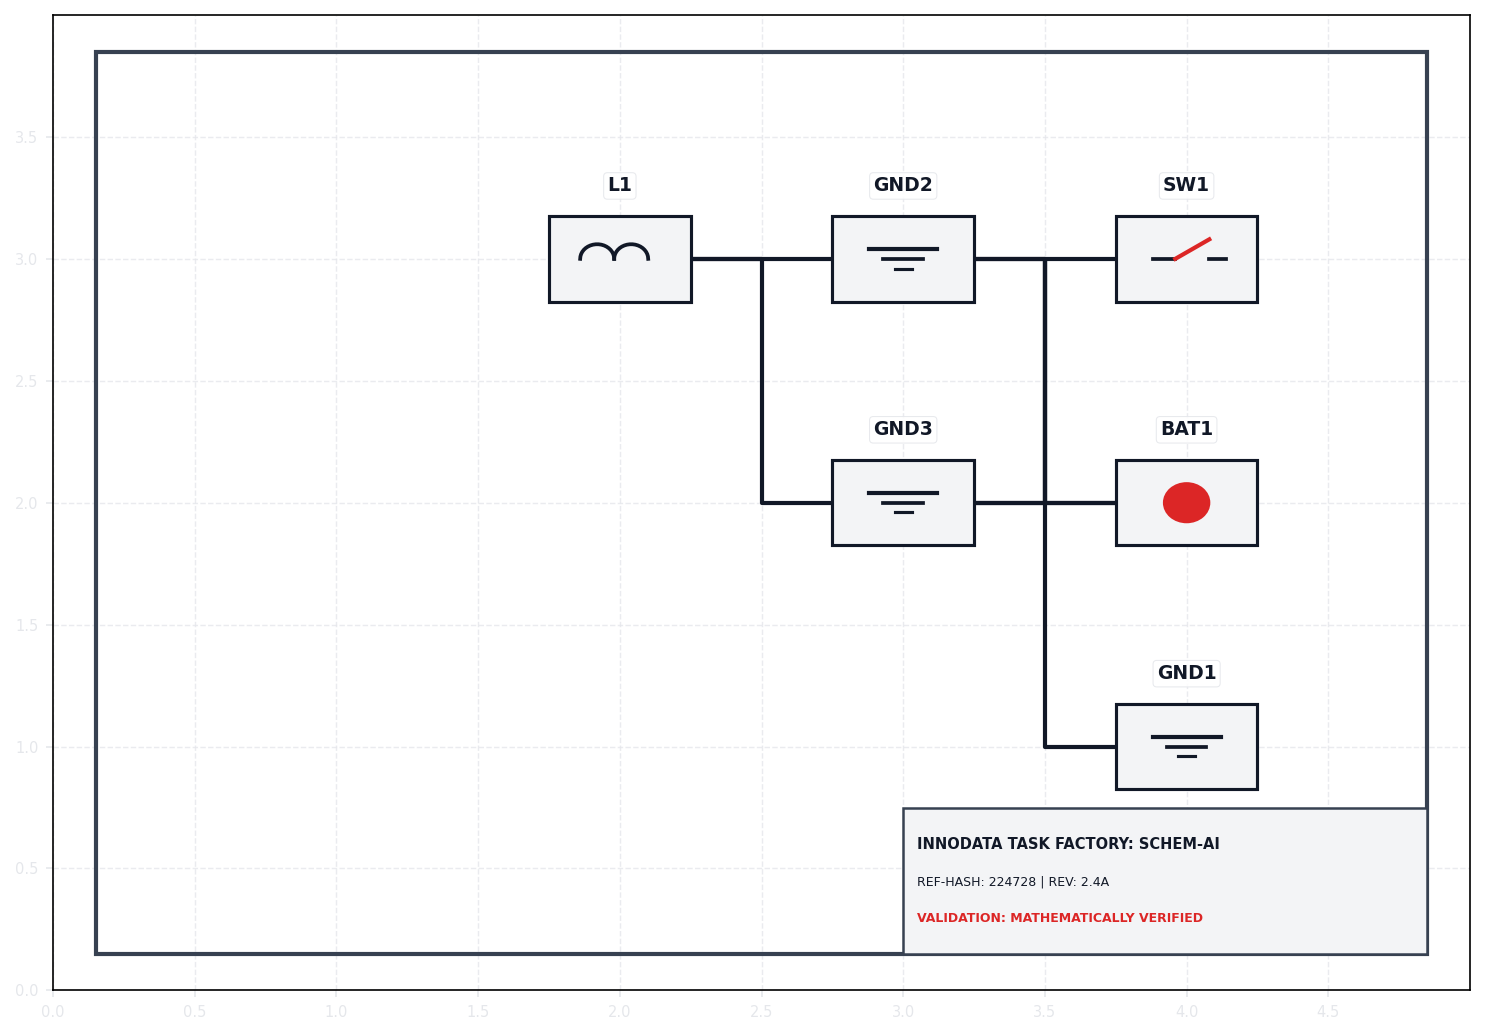 3.5
L1 GND2 SW1
3.0
2.5
GND3 BAT1
2.0
1.5
GND1
1.0
INNODATA TASK FACTORY: SCHEM-AI
0.5
REF-HASH: 224728 | REV: 2.4A
VALIDATION: MATHEMATICALLY VERIFIED
0.0
0.0 0.5 1.0 1.5 2.0 2.5 3.0 3.5 4.0 4.5